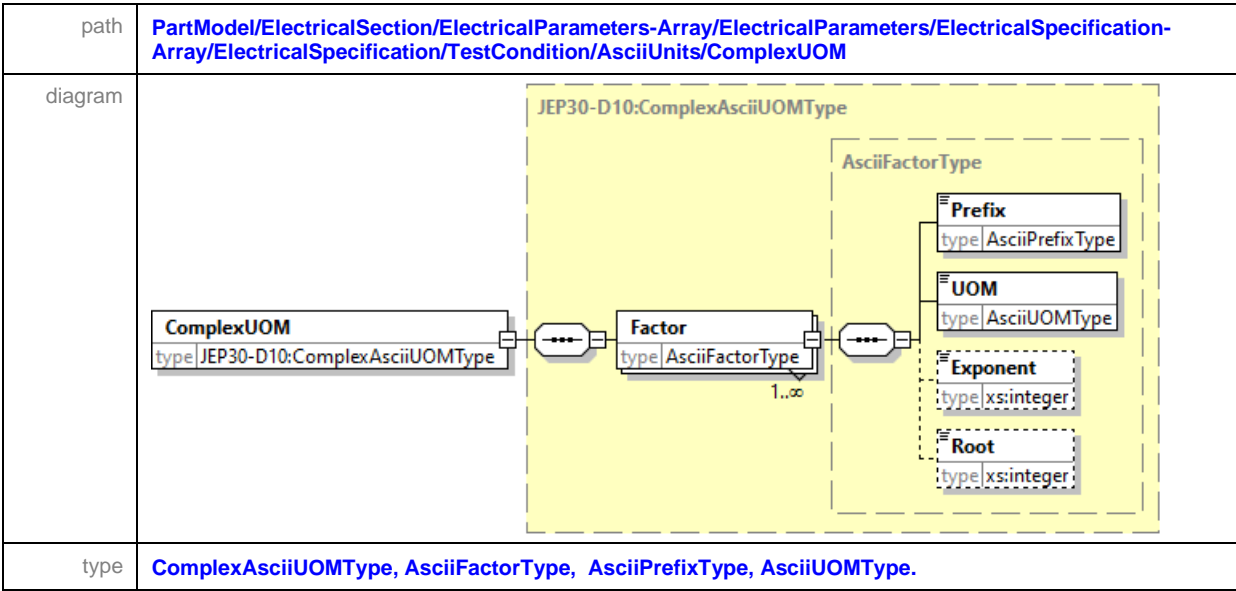 path
PartModel/ElectricalSection/ElectricalParameters-Array/ElectricalParameters/ElectricalSpecification-
Array/ElectricalSpecification/TestCondition/AsciiUnits/ComplexUOM
diagram
JEP30-D10:ComplexAsciiUOMType
AsciiFactorType
Prefix
type AsciiPrefixType
UOM
type AsciiUOMType
ComplexUOM
type JEP30-D10:ComplexAsciiUOMType
Factor
type AsciiFactorType
1..∞
Exponent
type xs:integer
Root
type xs:integer
type
ComplexAsciiUOMType, AsciiFactorType, AsciiPrefixType, AsciiUOMType.